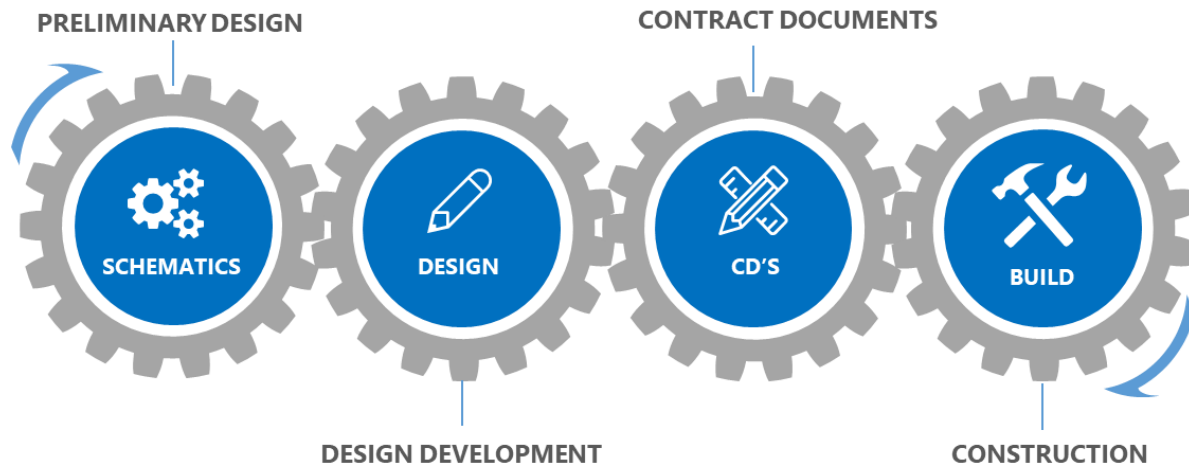 PRELIMINARY DESIGN
CONTRACT DOCUMENTS
SCHEMATICS
DESIGN
CD'S
BUILD
DESIGN DEVELOPMENT
CONSTRUCTION